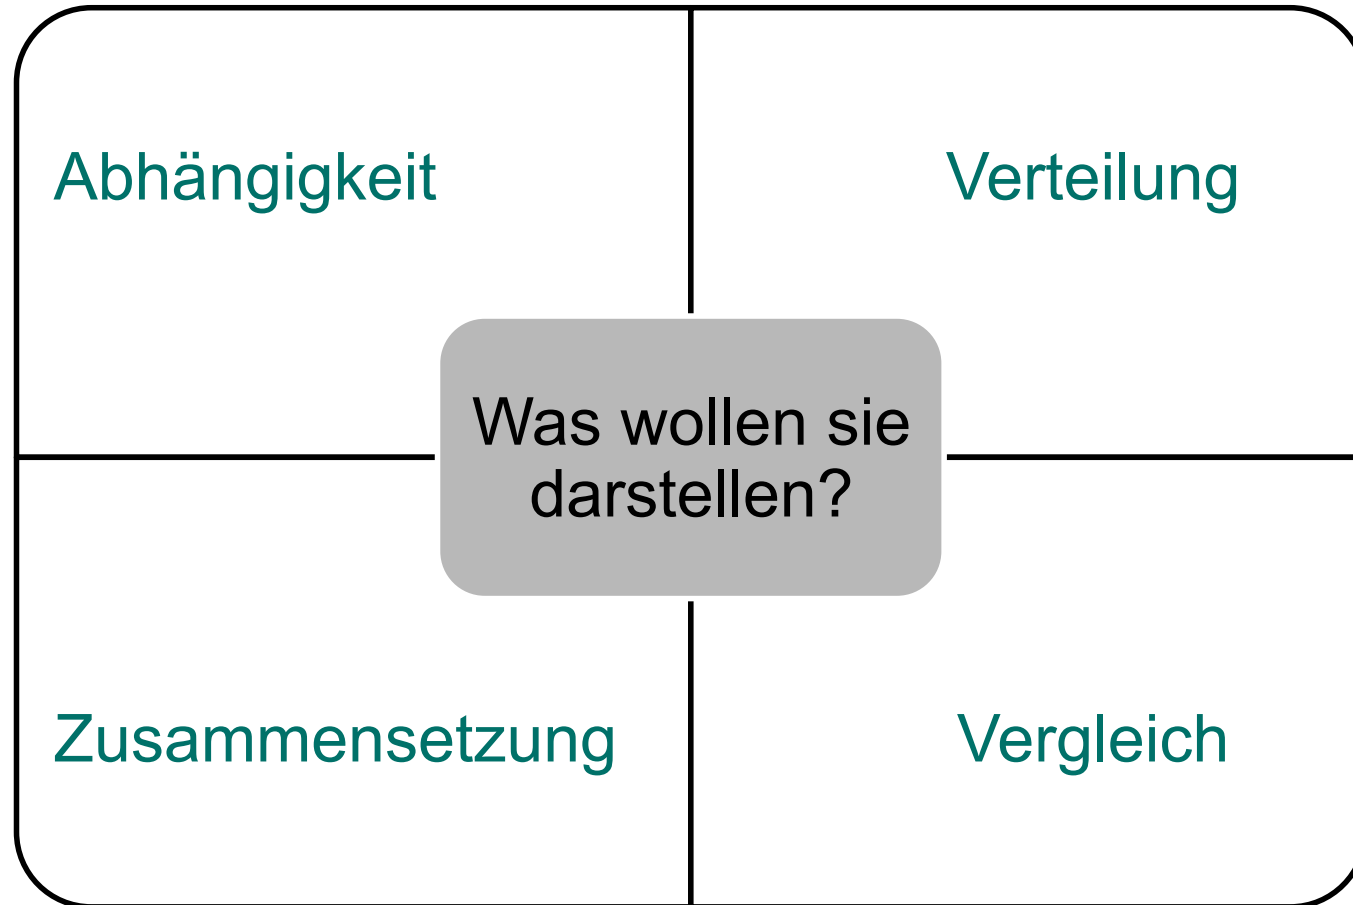 Abhängigkeit
Verteilung
Was wollen sie
darstellen?
Zusammensetzung
Vergleich